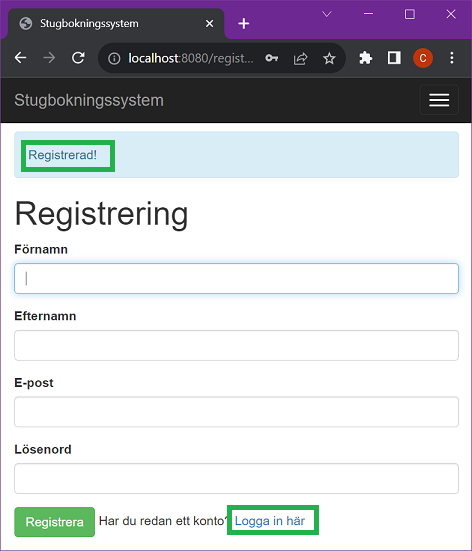 Stugbokningssystem
localhost:8080/regist...
C
Stugbokningssystem
Registrerad!
Registrering
Förnamn
Efternamn
E-post
Lösenord
Registrera Har du redan ett konto? Logga in här